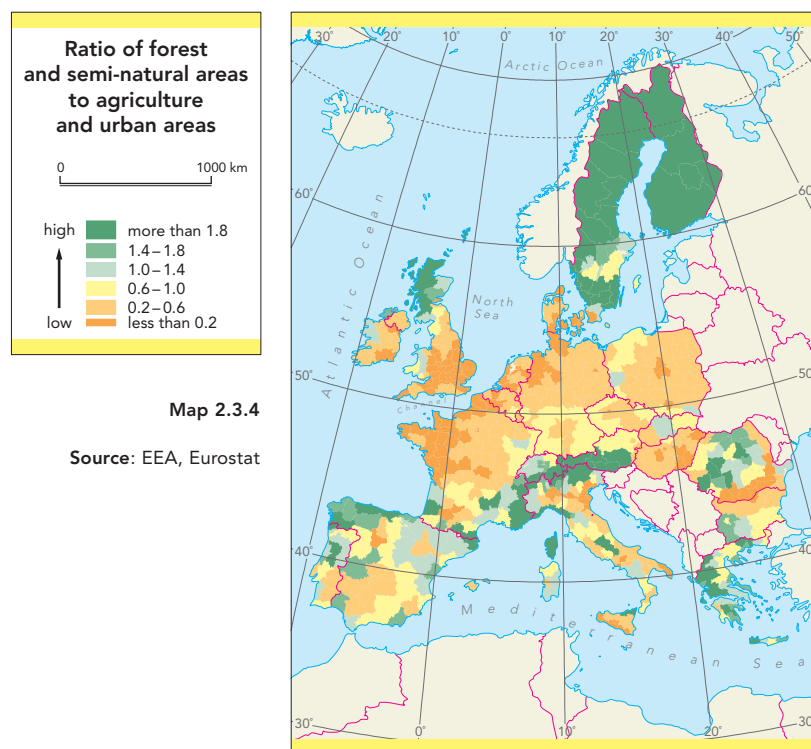 Ratio of forest
and semi-natural areas
to agriculture
and urban areas
0 1000 km
high more than 1.8
1.4–1.8
1.0–1.4
0.6–1.0
0.2–0.6
low less than 0.2
Map 2.3.4
Source: EEA, Eurostat
30° 20° 10° 0° 10° 20° 30° 40° 50°
Arctic Ocean
60° 60°
Atlantic Ocean
North
Sea
50° 50°
Channel
40° 40°
Mediterranean Sea
30° 30°
0° 10° 20°